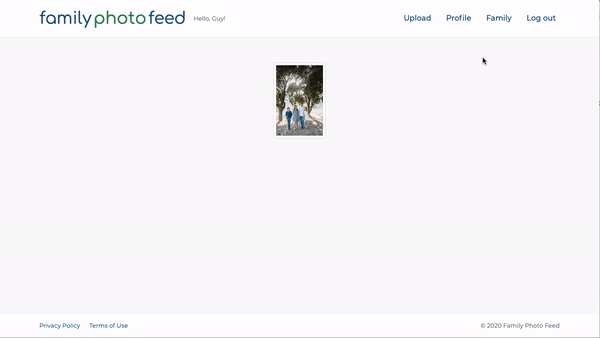 family photo feed Hello, Guy! Upload Profile Family Log out
Privacy Policy Terms of Use © 2020 Family Photo Feed